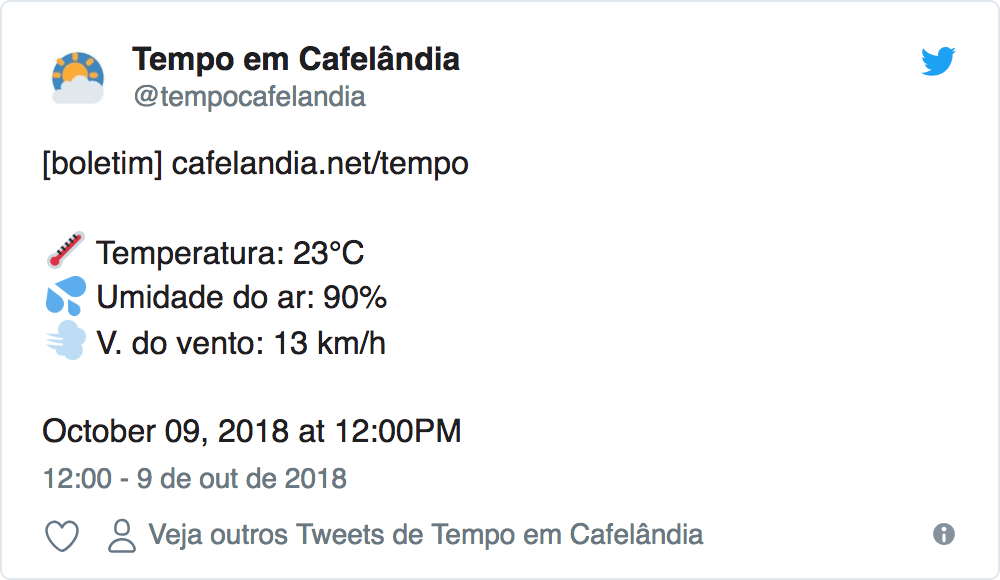 Tempo em Cafelândia
@tempocafelandia
[boletim] cafelandia.net/tempo
Temperatura: 23°C
Umidade do ar: 90%
V. do vento: 13 km/h
October 09, 2018 at 12:00PM
12:00 - 9 de out de 2018
Veja outros Tweets de Tempo em Cafelândia